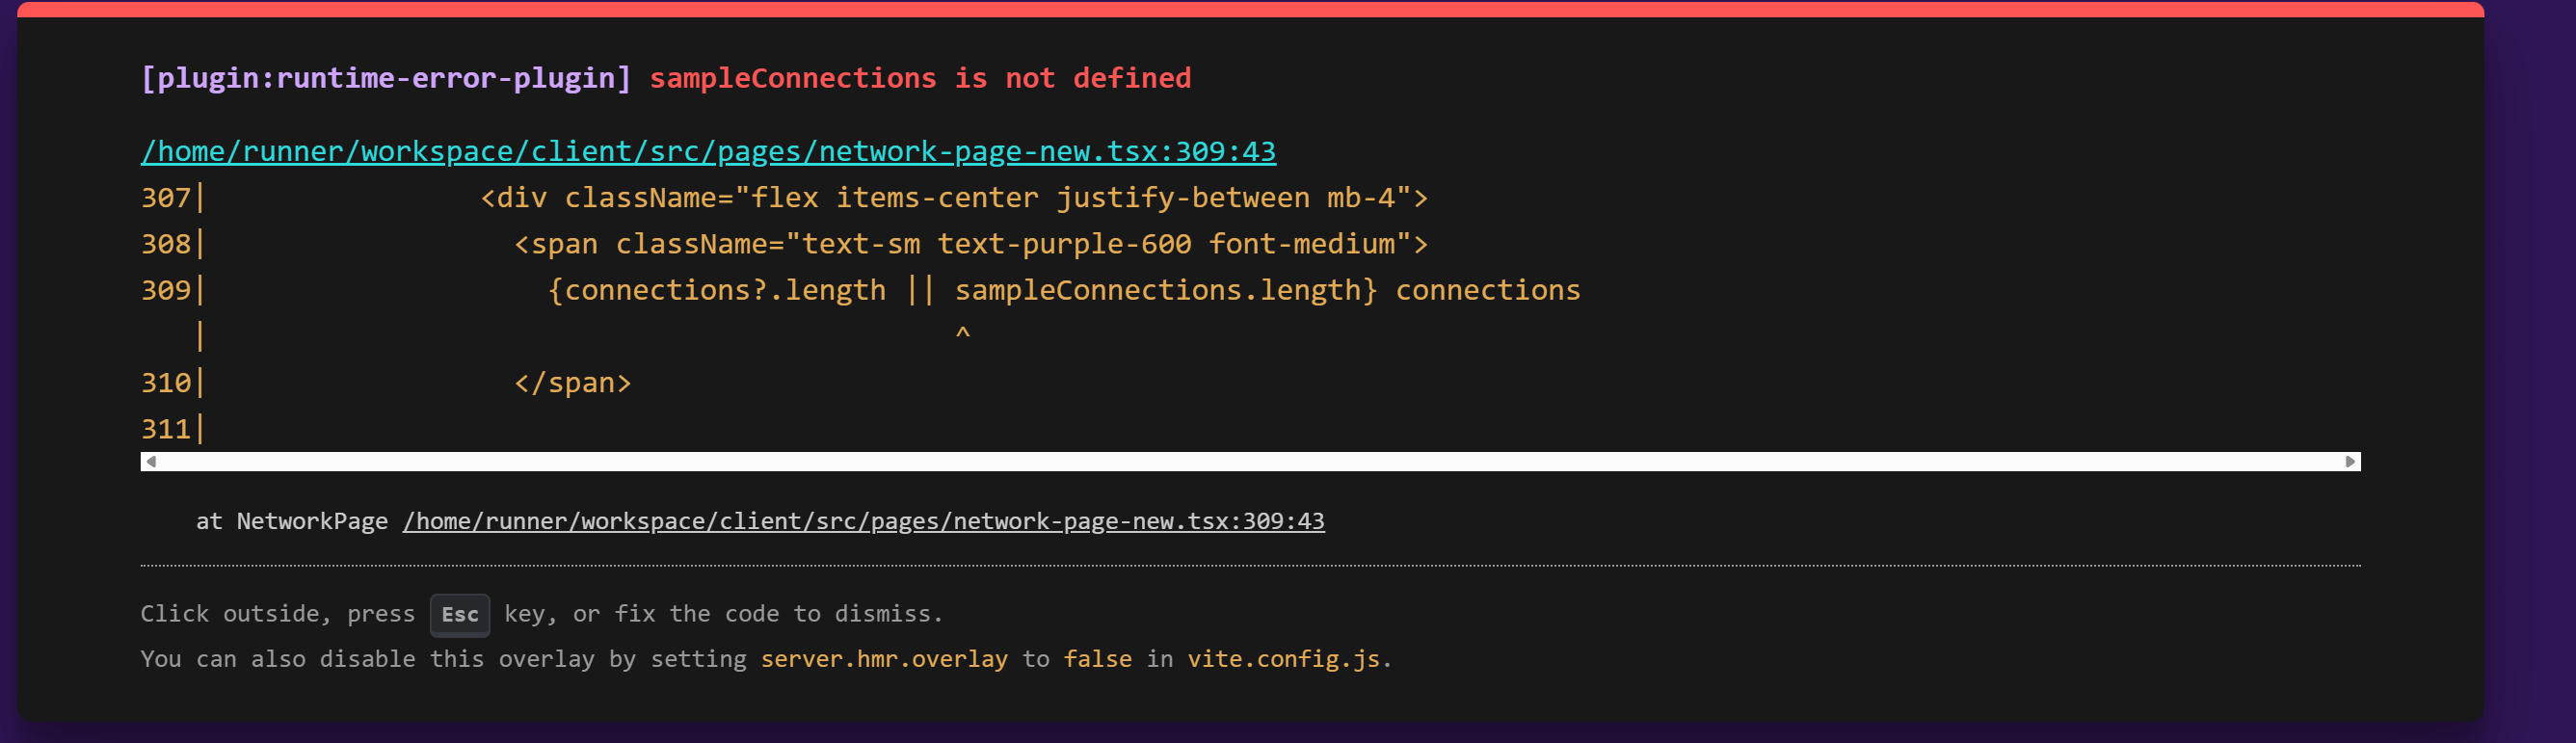 [plugin:runtime-error-plugin] sampleConnections is not defined
/home/runner/workspace/client/src/pages/network-page-new.tsx:309:43
307|                <div className="flex items-center justify-between mb-4">
308|                  <span className="text-sm text-purple-600 font-medium">
309|                    {connections?.length || sampleConnections.length} connections
   |                                            ^
310|                  </span>
311|
at NetworkPage /home/runner/workspace/client/src/pages/network-page-new.tsx:309:43
Click outside, press Esc key, or fix the code to dismiss.
You can also disable this overlay by setting server.hmr.overlay to false in vite.config.js.